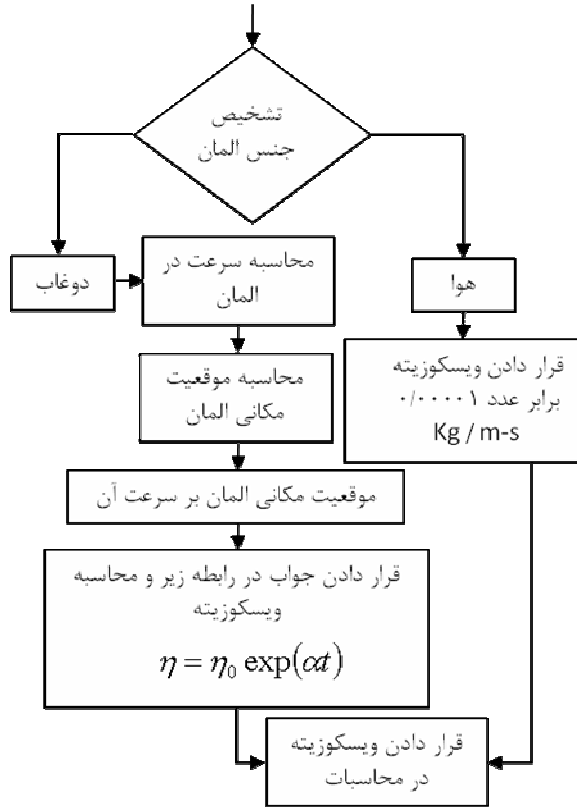 تشخیص
جنس المان
دوغاب
محاسبه سرعت در
المان
هوا
محاسبه موقعیت
مکانی المان
قرار دادن ویسکوزیته
برابر عدد ۰/۰۰۰۰۱
Kg / m-s
موقعیت مکانی المان بر سرعت آن
قرار دادن جواب در رابطه زیر و محاسبه
ویسکوزیته
η = η₀ exp(αt)
قرار دادن ویسکوزیته
در محاسبات